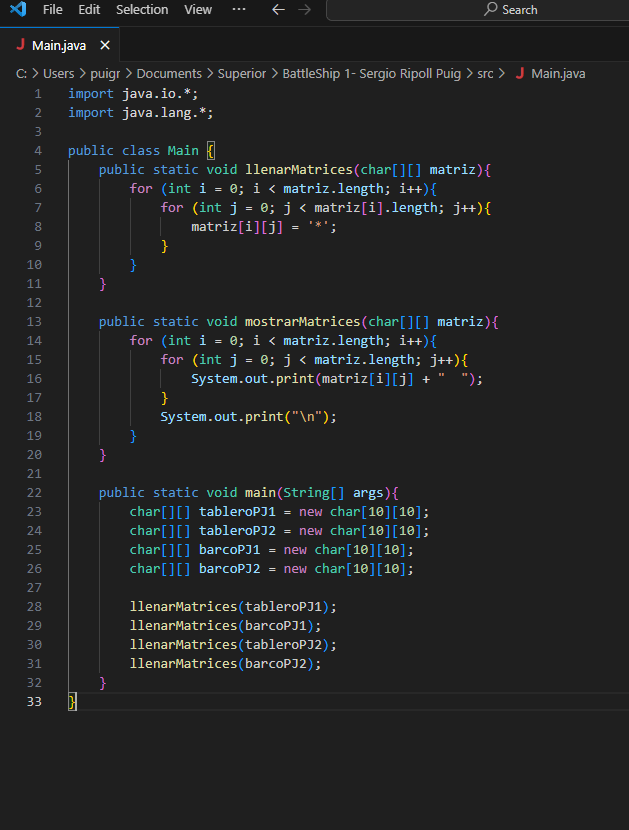 File Edit Selection View ··· ← → Search
J Main.java ×
C: > Users > puigr > Documents > Superior > BattleShip 1- Sergio Ripoll Puig > src > J Main.java
1 import java.io.*;
2 import java.lang.*;
3
4 public class Main {
5 public static void llenarMatrices(char[][] matriz){
6 for (int i = 0; i < matriz.length; i++){
7 for (int j = 0; j < matriz[i].length; j++){
8 matriz[i][j] = '*';
9 }
10 }
11 }
12
13 public static void mostrarMatrices(char[][] matriz){
14 for (int i = 0; i < matriz.length; i++){
15 for (int j = 0; j < matriz.length; j++){
16 System.out.print(matriz[i][j] + "  ");
17 }
18 System.out.print("\n");
19 }
20 }
21
22 public static void main(String[] args){
23 char[][] tableroPJ1 = new char[10][10];
24 char[][] tableroPJ2 = new char[10][10];
25 char[][] barcoPJ1 = new char[10][10];
26 char[][] barcoPJ2 = new char[10][10];
27
28 llenarMatrices(tableroPJ1);
29 llenarMatrices(barcoPJ1);
30 llenarMatrices(tableroPJ2);
31 llenarMatrices(barcoPJ2);
32 }
33 }